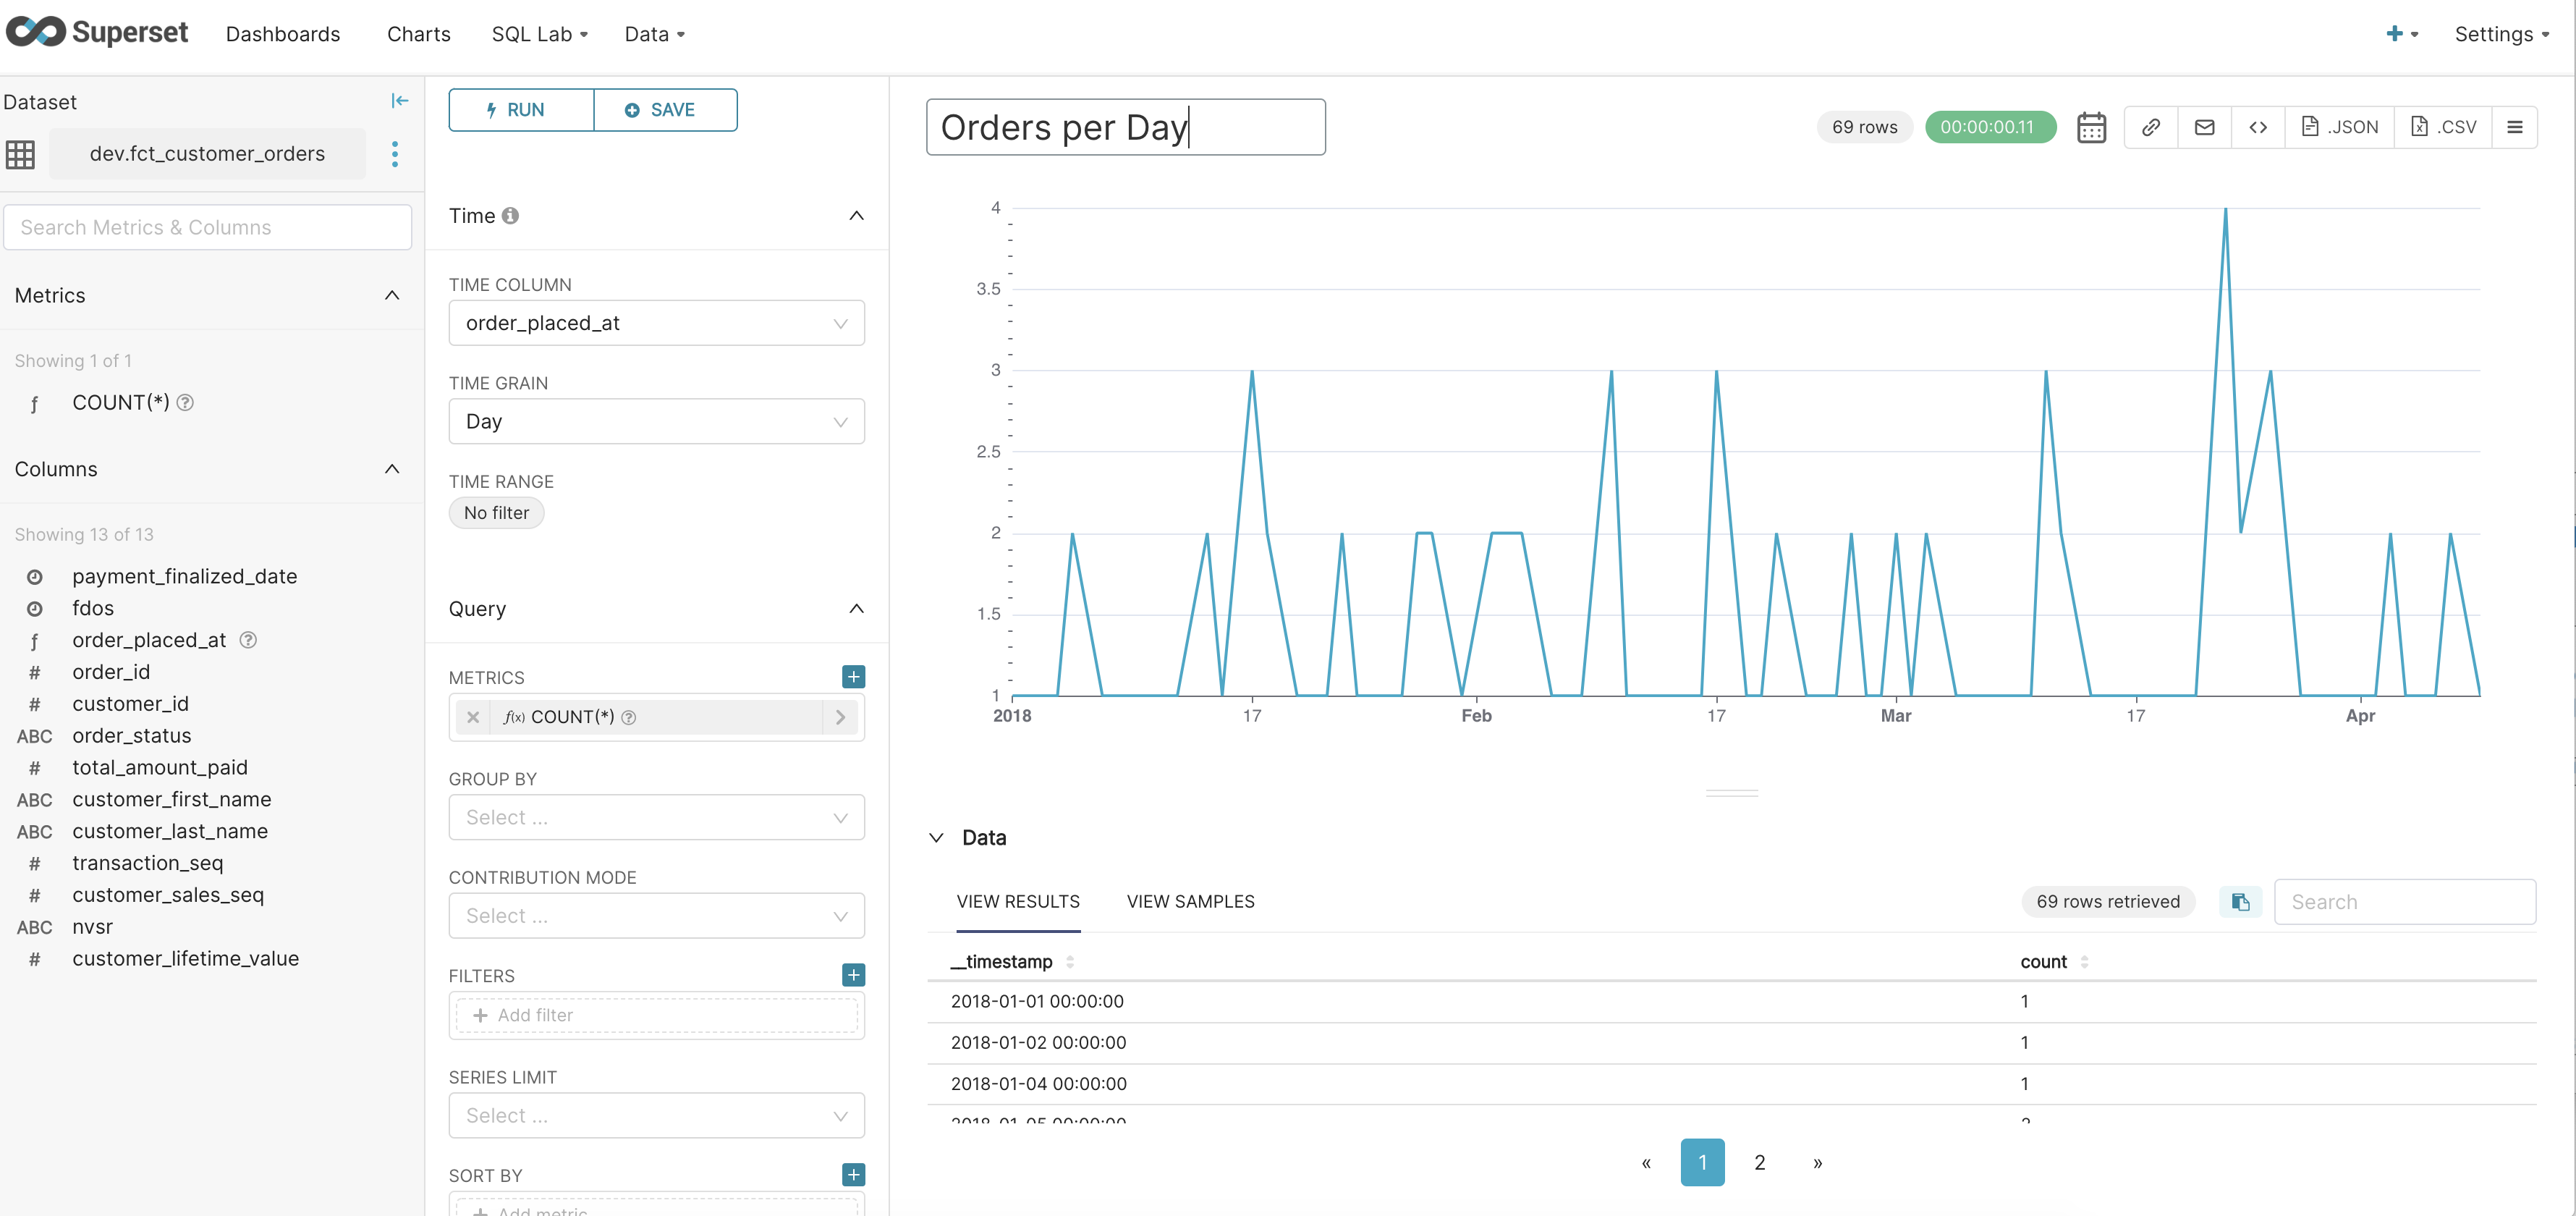 Superset Dashboards Charts SQL Lab Data Settings
Dataset
dev.fct_customer_orders
Search Metrics & Columns
Metrics
Showing 1 of 1
ƒ COUNT(*)
Columns
Showing 13 of 13
payment_finalized_date
fdos
ƒ order_placed_at
# order_id
# customer_id
ABC order_status
# total_amount_paid
ABC customer_first_name
ABC customer_last_name
# transaction_seq
# customer_sales_seq
ABC nvsr
# customer_lifetime_value
RUN SAVE
Time
TIME COLUMN
order_placed_at
TIME GRAIN
Day
TIME RANGE
No filter
Query
METRICS
f(x) COUNT(*)
GROUP BY
Select ...
CONTRIBUTION MODE
Select ...
FILTERS
+ Add filter
SERIES LIMIT
Select ...
SORT BY
+ Add metric
Orders per Day
69 rows 00:00:00.11 .JSON .CSV
4
3.5
3
2.5
2
1.5
1
2018 17 Feb 17 Mar 17 Apr
Data
VIEW RESULTS VIEW SAMPLES 69 rows retrieved Search
__timestamp count
2018-01-01 00:00:00 1
2018-01-02 00:00:00 1
2018-01-04 00:00:00 1
2018-01-05 00:00:00 2
« 1 2 »